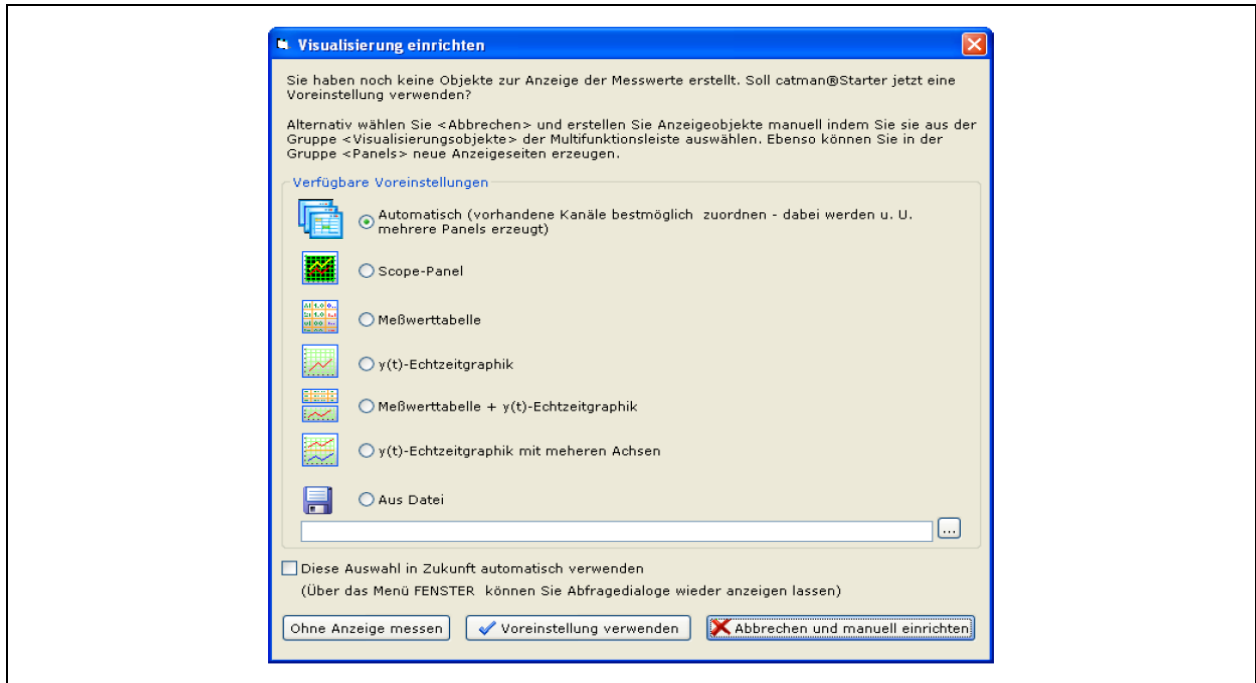 Visualisierung einrichten
Sie haben noch keine Objekte zur Anzeige der Messwerte erstellt. Soll catman®Starter jetzt eine
Voreinstellung verwenden?
Alternativ wählen Sie <Abbrechen> und erstellen Sie Anzeigeobjekte manuell indem Sie sie aus der
Gruppe <Visualisierungsobjekte> der Multifunktionsleiste auswählen. Ebenso können Sie in der
Gruppe <Panels> neue Anzeigeseiten erzeugen.
Verfügbare Voreinstellungen
Automatisch (vorhandene Kanäle bestmöglich zuordnen - dabei werden u. U.
mehrere Panels erzeugt)
Scope-Panel
Meßwerttabelle
y(t)-Echtzeitgraphik
Meßwerttabelle + y(t)-Echtzeitgraphik
y(t)-Echtzeitgraphik mit meheren Achsen
Aus Datei
...
Diese Auswahl in Zukunft automatisch verwenden
(Über das Menü FENSTER können Sie Abfragedialoge wieder anzeigen lassen)
Ohne Anzeige messen
Voreinstellung verwenden
Abbrechen und manuell einrichten